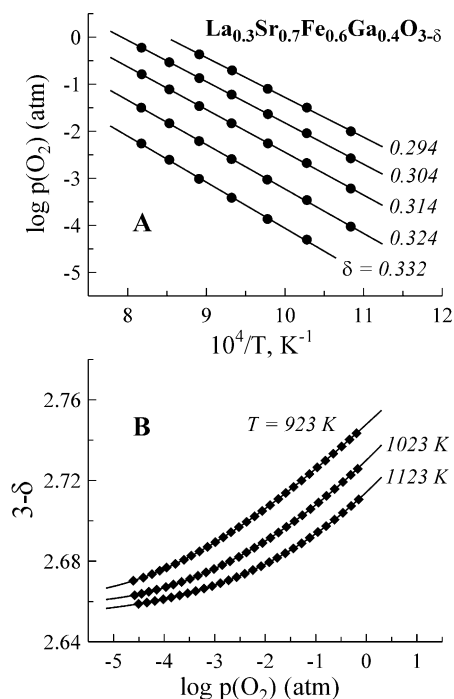 La₀.₃Sr₀.₇Fe₀.₆Ga₀.₄O₃₋δ
0
-1
-2
-3
-4
-5
log p(O₂) (atm)
A
0.294
0.304
0.314
0.324
δ = 0.332
8 9 10 11 12
10⁴/T, K⁻¹
2.76
2.72
2.68
2.64
3-δ
B
T = 923 K
1023 K
1123 K
-5 -4 -3 -2 -1 0 1
log p(O₂) (atm)